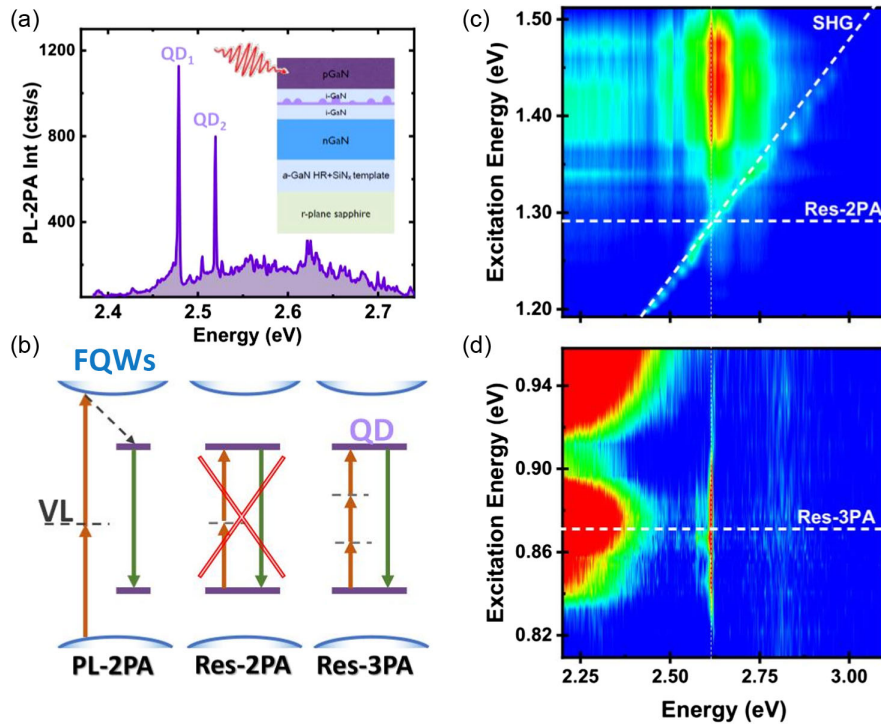 (a)
PL-2PA Int (cts/s)
1200
1000
800
400
QD₁
QD₂
pGaN
i-GaN
i-GaN
nGaN
a-GaN HR+SiNₓ template
r-plane sapphire
2.4 2.5 2.6 2.7
Energy (eV)
(b)
FQWs
QD
VL
PL-2PA Res-2PA Res-3PA
(c)
Excitation Energy (eV)
1.50
1.40
1.30
1.20
SHG
Res-2PA
(d)
Excitation Energy (eV)
0.94
0.90
0.86
0.82
Res-3PA
2.25 2.50 2.75 3.00
Energy (eV)